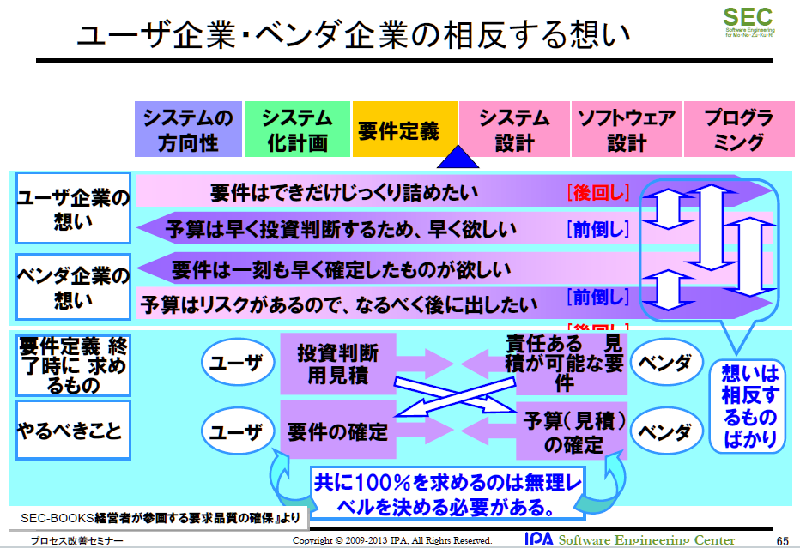 ユーザ企業・ベンダ企業の相反する想い
SEC
Software Engineering
for Mo・No・Zu・Ku・Ri
システムの
方向性
システム
化計画
要件定義
システム
設計
ソフトウェア
設計
プログラ
ミング
ユーザ企業の
想い
要件はできだけじっくり詰めたい
[後回し]
予算は早く投資判断するため、早く欲しい
[前倒し]
ベンダ企業の
想い
要件は一刻も早く確定したものが欲しい
予算はリスクがあるので、なるべく後に出したい
[前倒し]
[後回し]
要件定義 終
了時に 求め
るもの
ユーザ
投資判断
用見積
責任ある 見
積が可能な要
件
ベンダ
想いは
相反す
るもの
ばかり
やるべきこと
ユーザ
要件の確定
予算(見積)
の確定
ベンダ
共に100%を求めるのは無理レ
ベルを決める必要がある。
SEC-BOOKS経営者が参画する要求品質の確保』より
プロセス改善セミナー
Copyright © 2009-2013 IPA, All Rights Reserved.
IPA Software Engineering Center
65